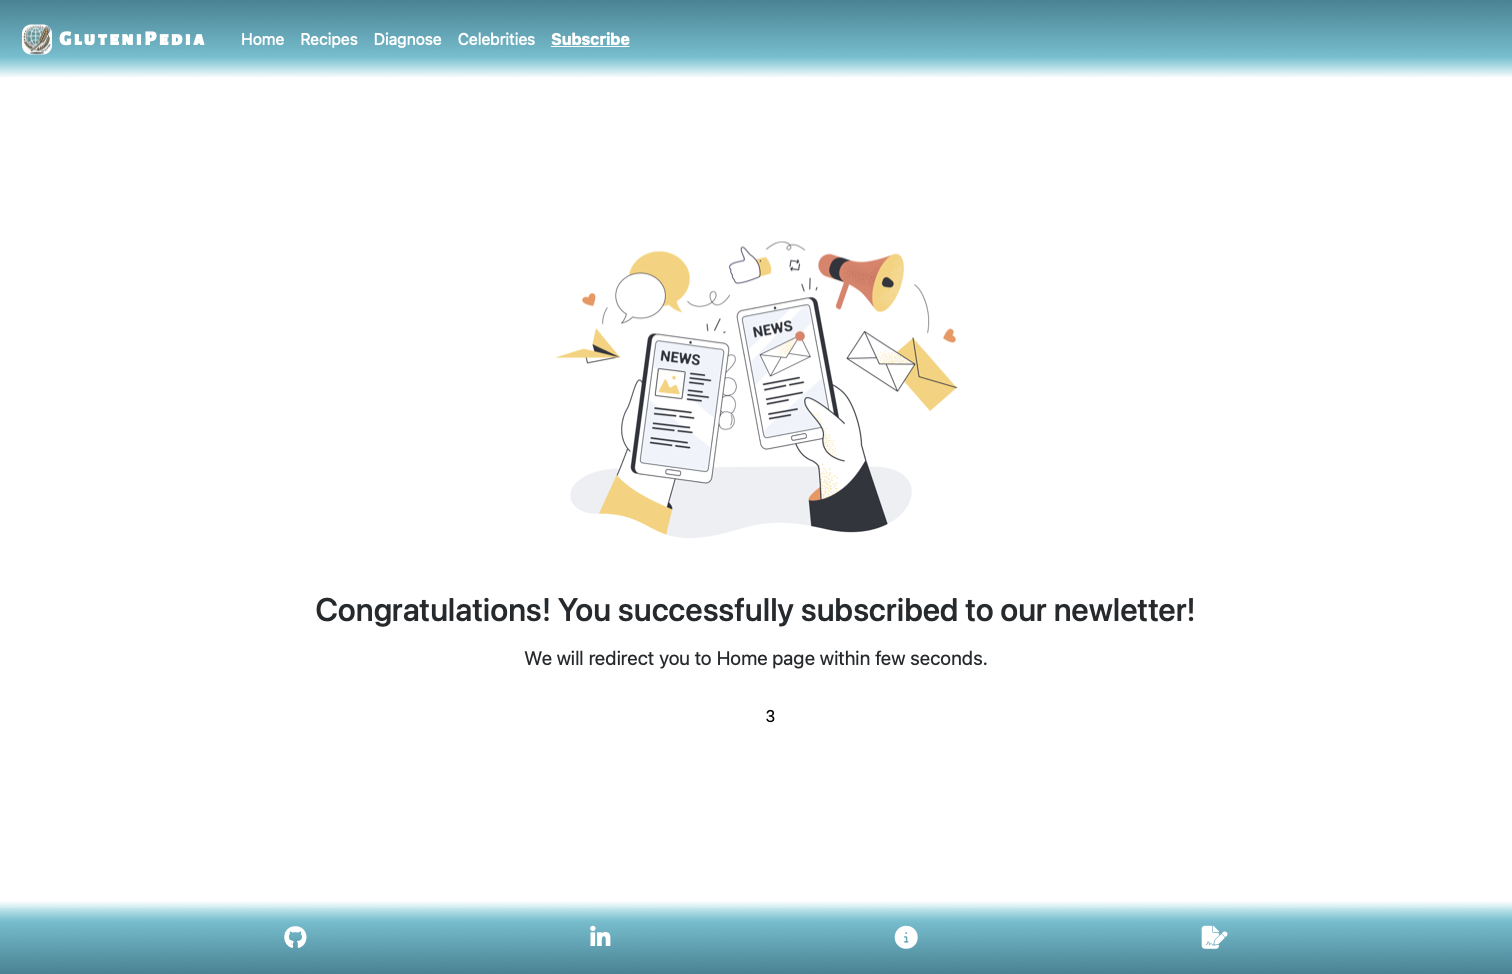 GluteniPedia
Home Recipes Diagnose Celebrities Subscribe
NEWS
NEWS
Congratulations! You successfully subscribed to our newletter!
We will redirect you to Home page within few seconds.
3